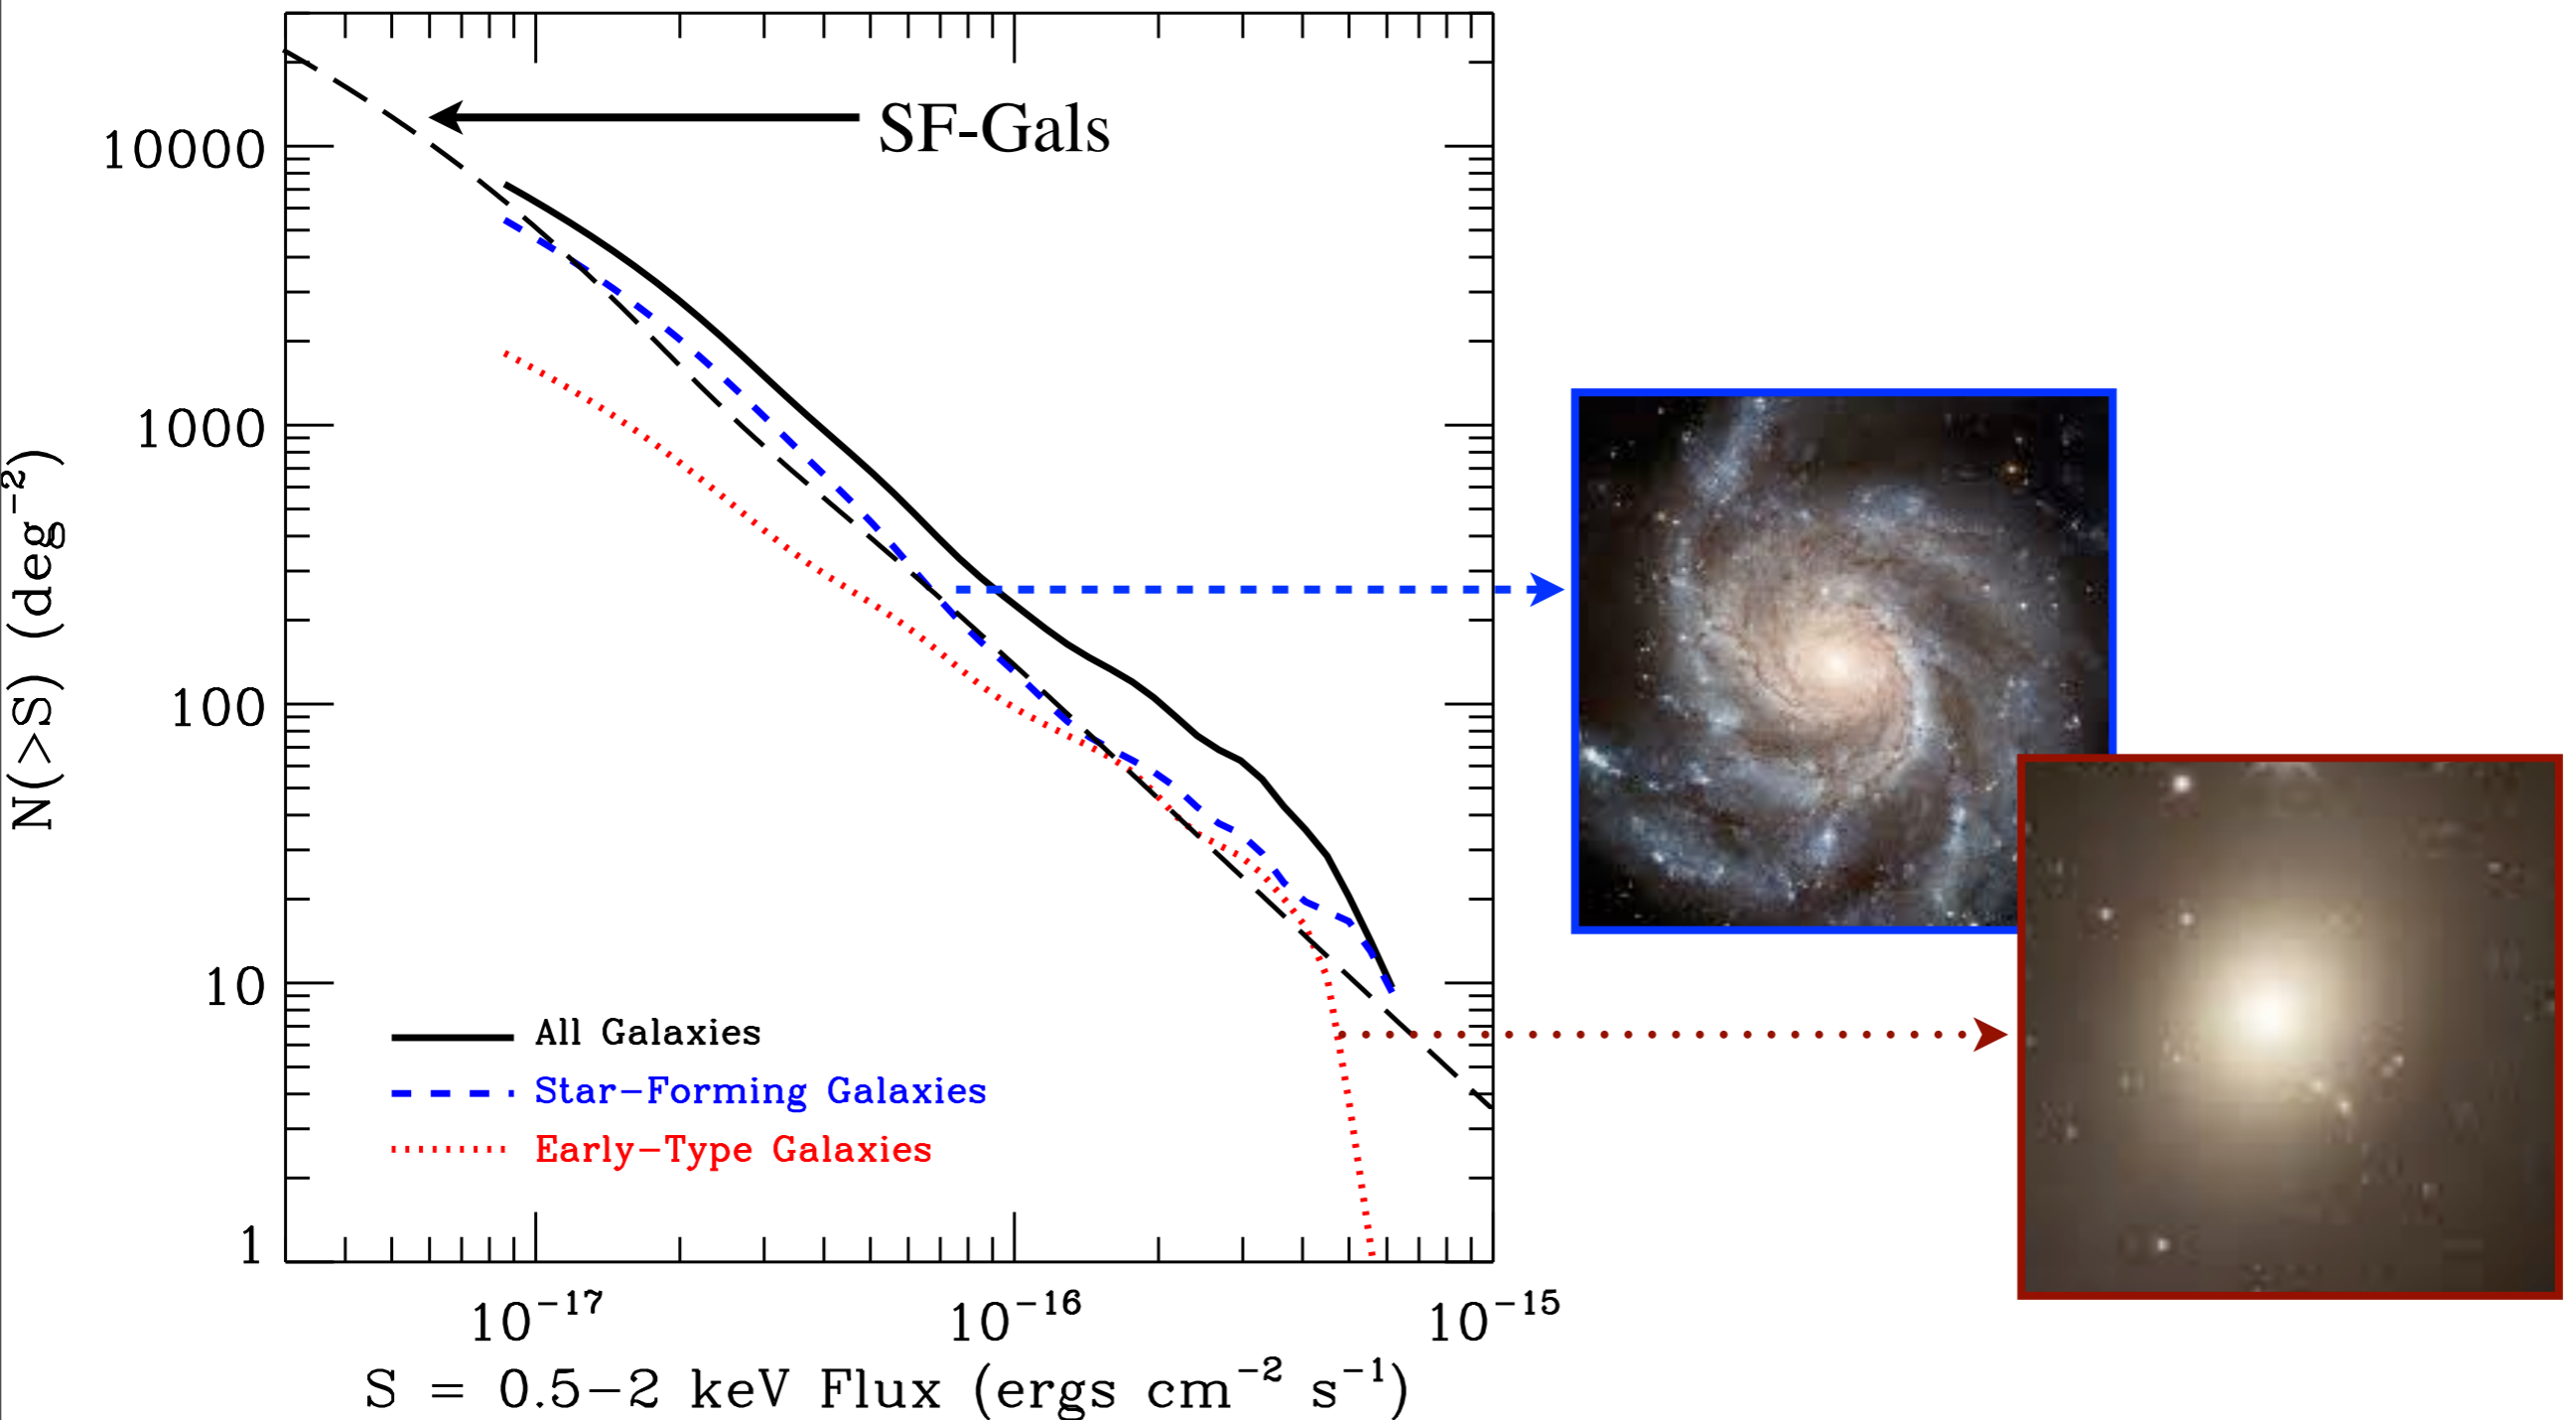 SF-Gals
10000
1000
100
10
1
N(>S) (deg⁻²)
All Galaxies
Star-Forming Galaxies
Early-Type Galaxies
10⁻¹⁷ 10⁻¹⁶ 10⁻¹⁵
S = 0.5-2 keV Flux (ergs cm⁻² s⁻¹)